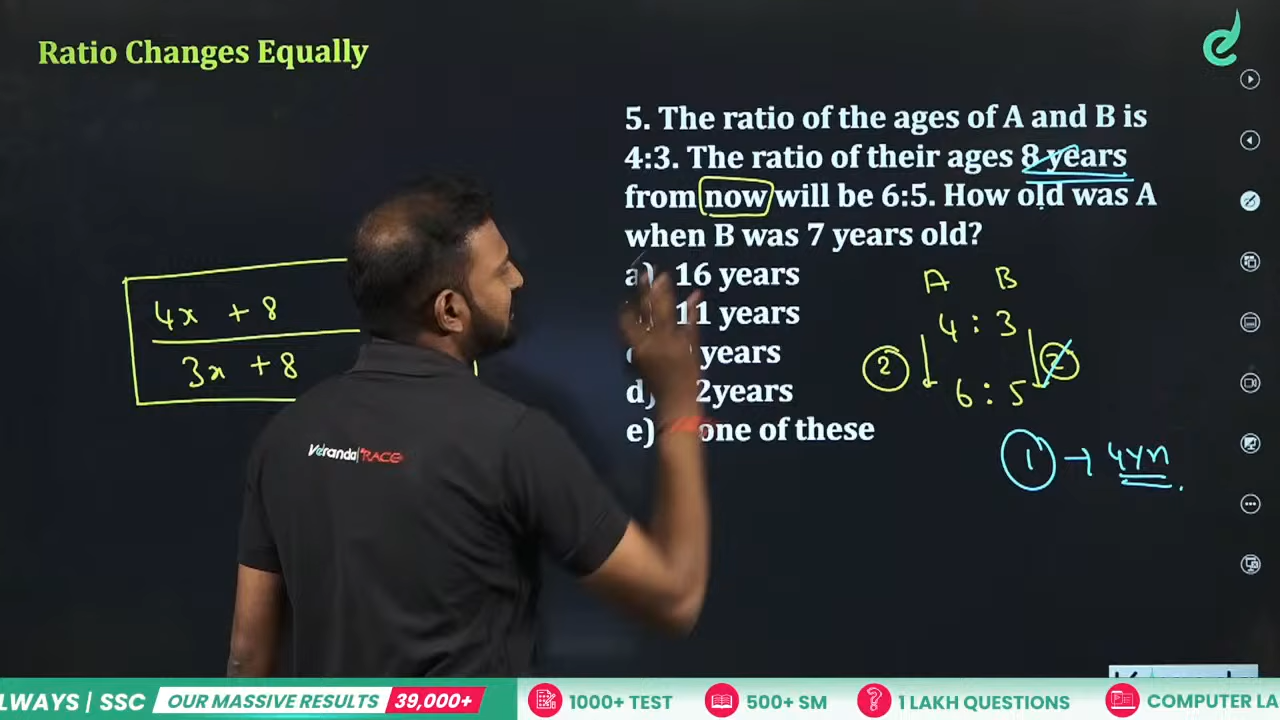 Ratio Changes Equally
5. The ratio of the ages of A and B is
4:3. The ratio of their ages 8 years
from now will be 6:5. How old was A
when B was 7 years old?
a) 16 years
11 years
years
d) 2years
e) one of these
4x + 8
3x + 8
A B
4 : 3
2 2
6 : 5
1 → 4yrs
Veranda RACE
LWAYS | SSC OUR MASSIVE RESULTS 39,000+ 1000+ TEST 500+ SM 1 LAKH QUESTIONS COMPUTER LA